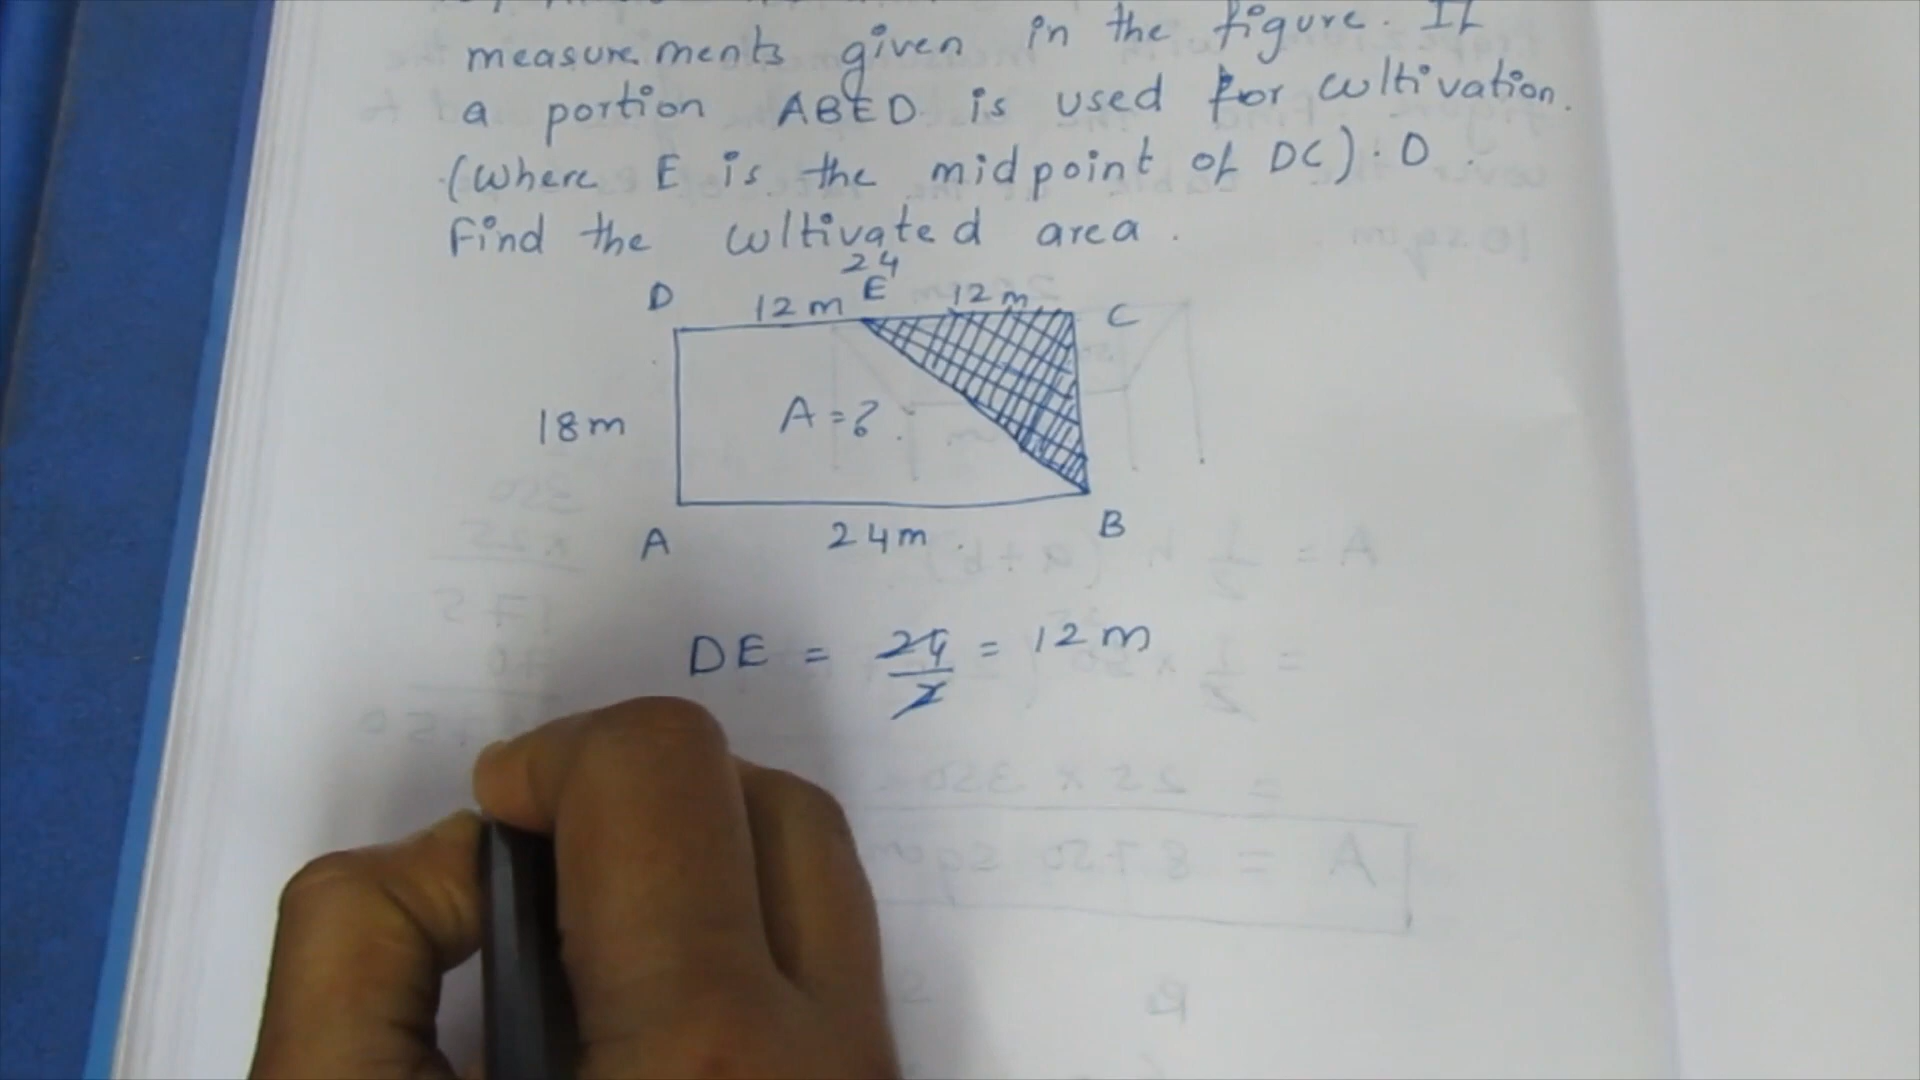 measurements given in the figure. If
a portion ABED is used for cultivation.
(Where E is the midpoint of DC). D.
Find the cultivated area.
24
D 12m E 12m C
18m A=?
A 24m. B
DE = 24/2 = 12m